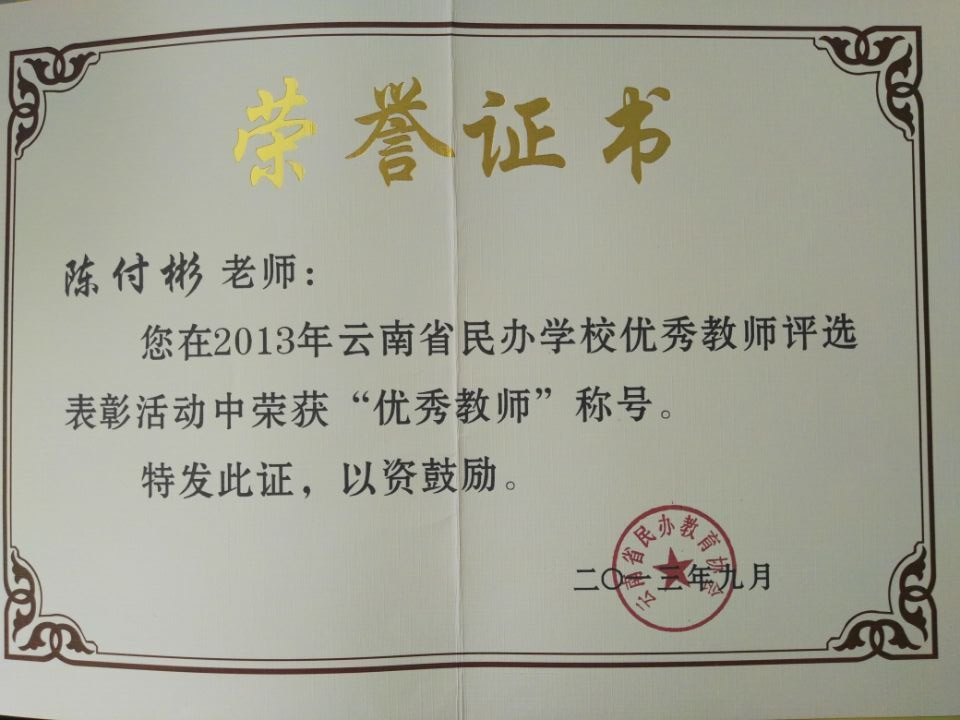 荣誉证书
陈付彬 老师：
您在2013年云南省民办学校优秀教师评选
表彰活动中荣获“优秀教师”称号。
特发此证，以资鼓励。
云南省民办教育协会
二〇一三年九月